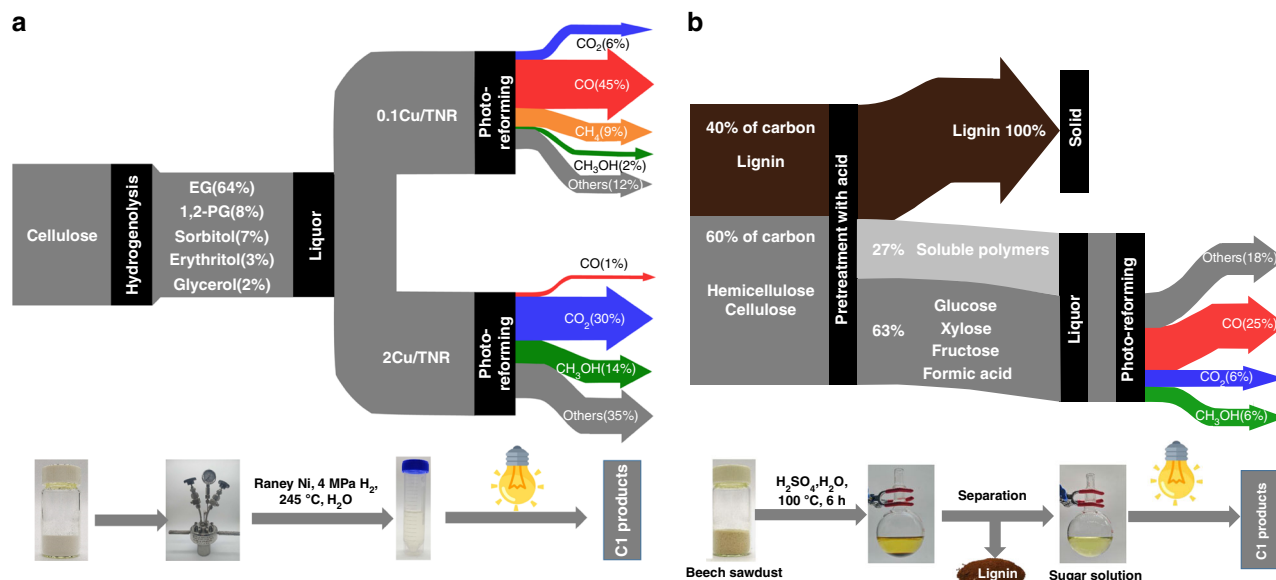 a
Cellulose
Hydrogenolysis
EG(64%)
1,2-PG(8%)
Sorbitol(7%)
Erythritol(3%)
Glycerol(2%)
Liquor
0.1Cu/TNR
Photo-
reforming
CO₂(6%)
CO(45%)
CH₄(9%)
CH₃OH(2%)
Others(12%)
2Cu/TNR
Photo-
reforming
CO(1%)
CO₂(30%)
CH₃OH(14%)
Others(35%)
Raney Ni, 4 MPa H₂,
245 °C, H₂O
C1 products
b
40% of carbon
Lignin
60% of carbon
Hemicellulose
Cellulose
Pretreatment with acid
Lignin 100%
Solid
27% Soluble polymers
63%
Glucose
Xylose
Fructose
Formic acid
Liquor
Photo-reforming
Others(18%)
CO(25%)
CO₂(6%)
CH₃OH(6%)
Beech sawdust
H₂SO₄,H₂O,
100 °C, 6 h
Separation
Lignin
Sugar solution
C1 products